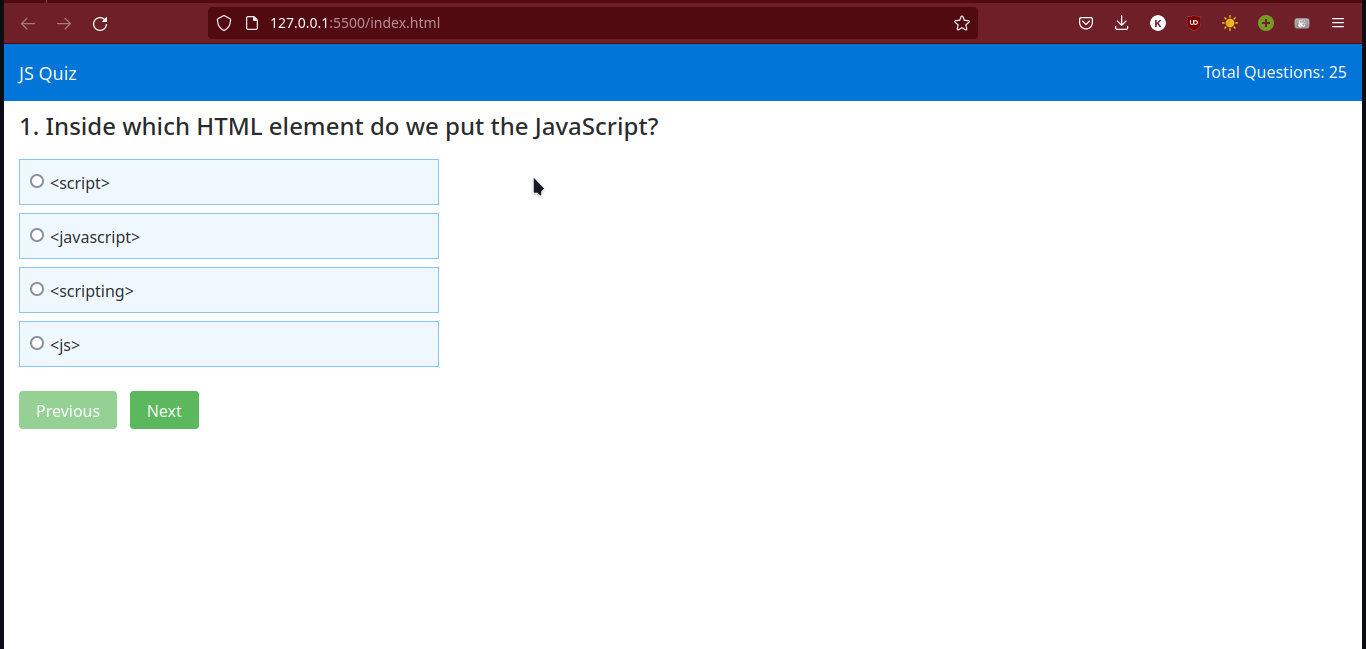 127.0.0.1:5500/index.html
K
UD
JS Quiz
Total Questions: 25
1. Inside which HTML element do we put the JavaScript?
<script>
<javascript>
<scripting>
<js>
Previous
Next